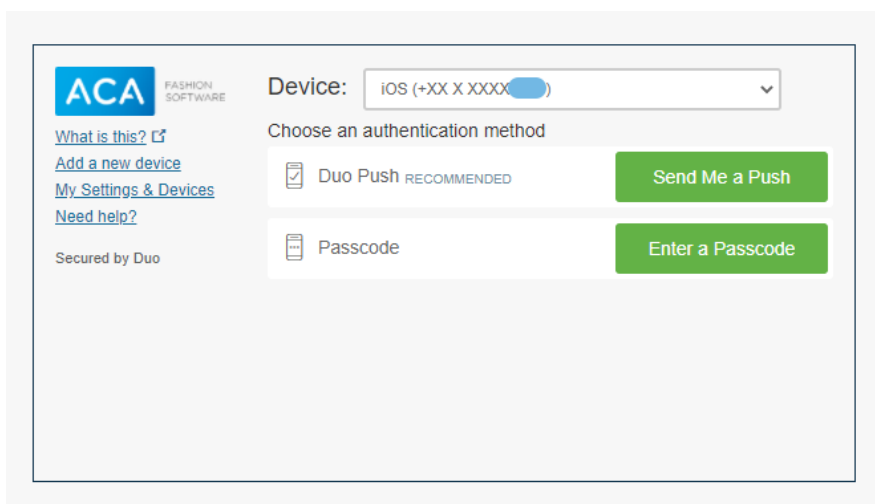 ACA FASHION SOFTWARE
What is this?
Add a new device
My Settings & Devices
Need help?
Secured by Duo
Device: iOS (+XX X XXXX )
Choose an authentication method
Duo Push RECOMMENDED Send Me a Push
Passcode Enter a Passcode